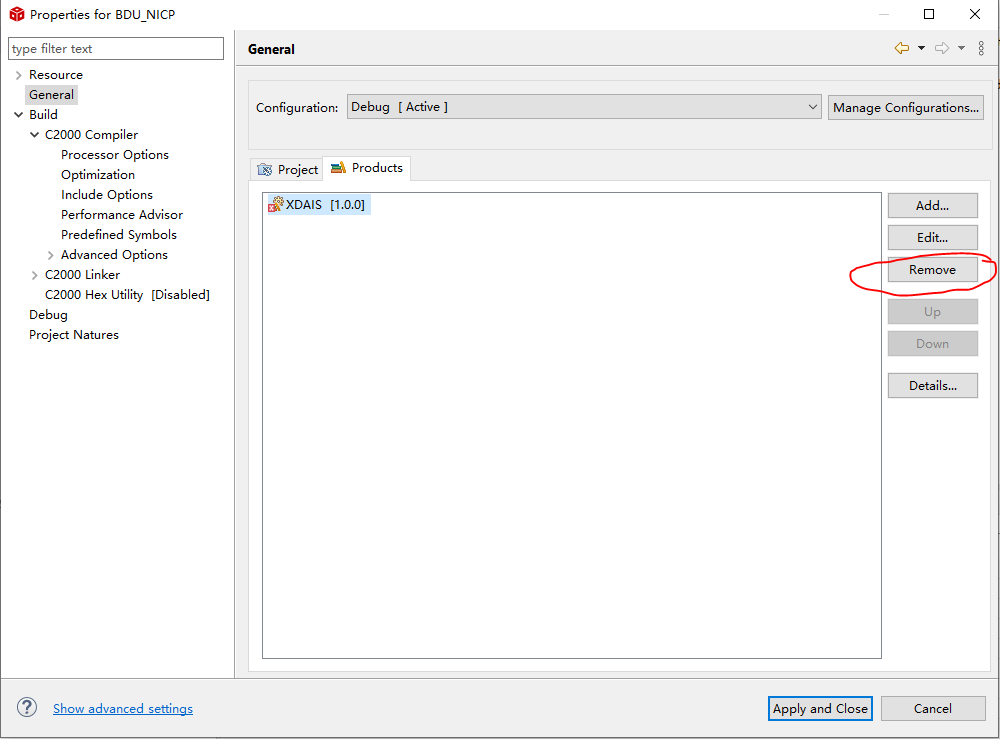 Properties for BDU_NICP
type filter text
General
Resource
General
Build
C2000 Compiler
Processor Options
Optimization
Include Options
Performance Advisor
Predefined Symbols
Advanced Options
C2000 Linker
C2000 Hex Utility [Disabled]
Debug
Project Natures
Configuration: Debug [ Active ] Manage Configurations...
Project Products
XDAIS [1.0.0]
Add...
Edit...
Remove
Up
Down
Details...
? Show advanced settings Apply and Close Cancel